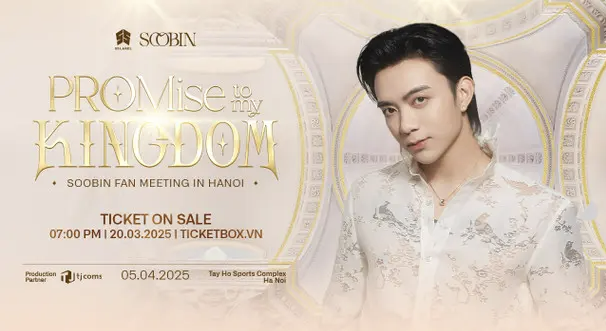 SOOBIN
PROMise to my
KINGDOM
SOOBIN FAN MEETING IN HANOI
TICKET ON SALE
07:00 PM | 20.03.2025 | TICKETBOX.VN
Production
Partner
tjcoms
05.04.2025
Tay Ho Sports Complex
Ha Noi